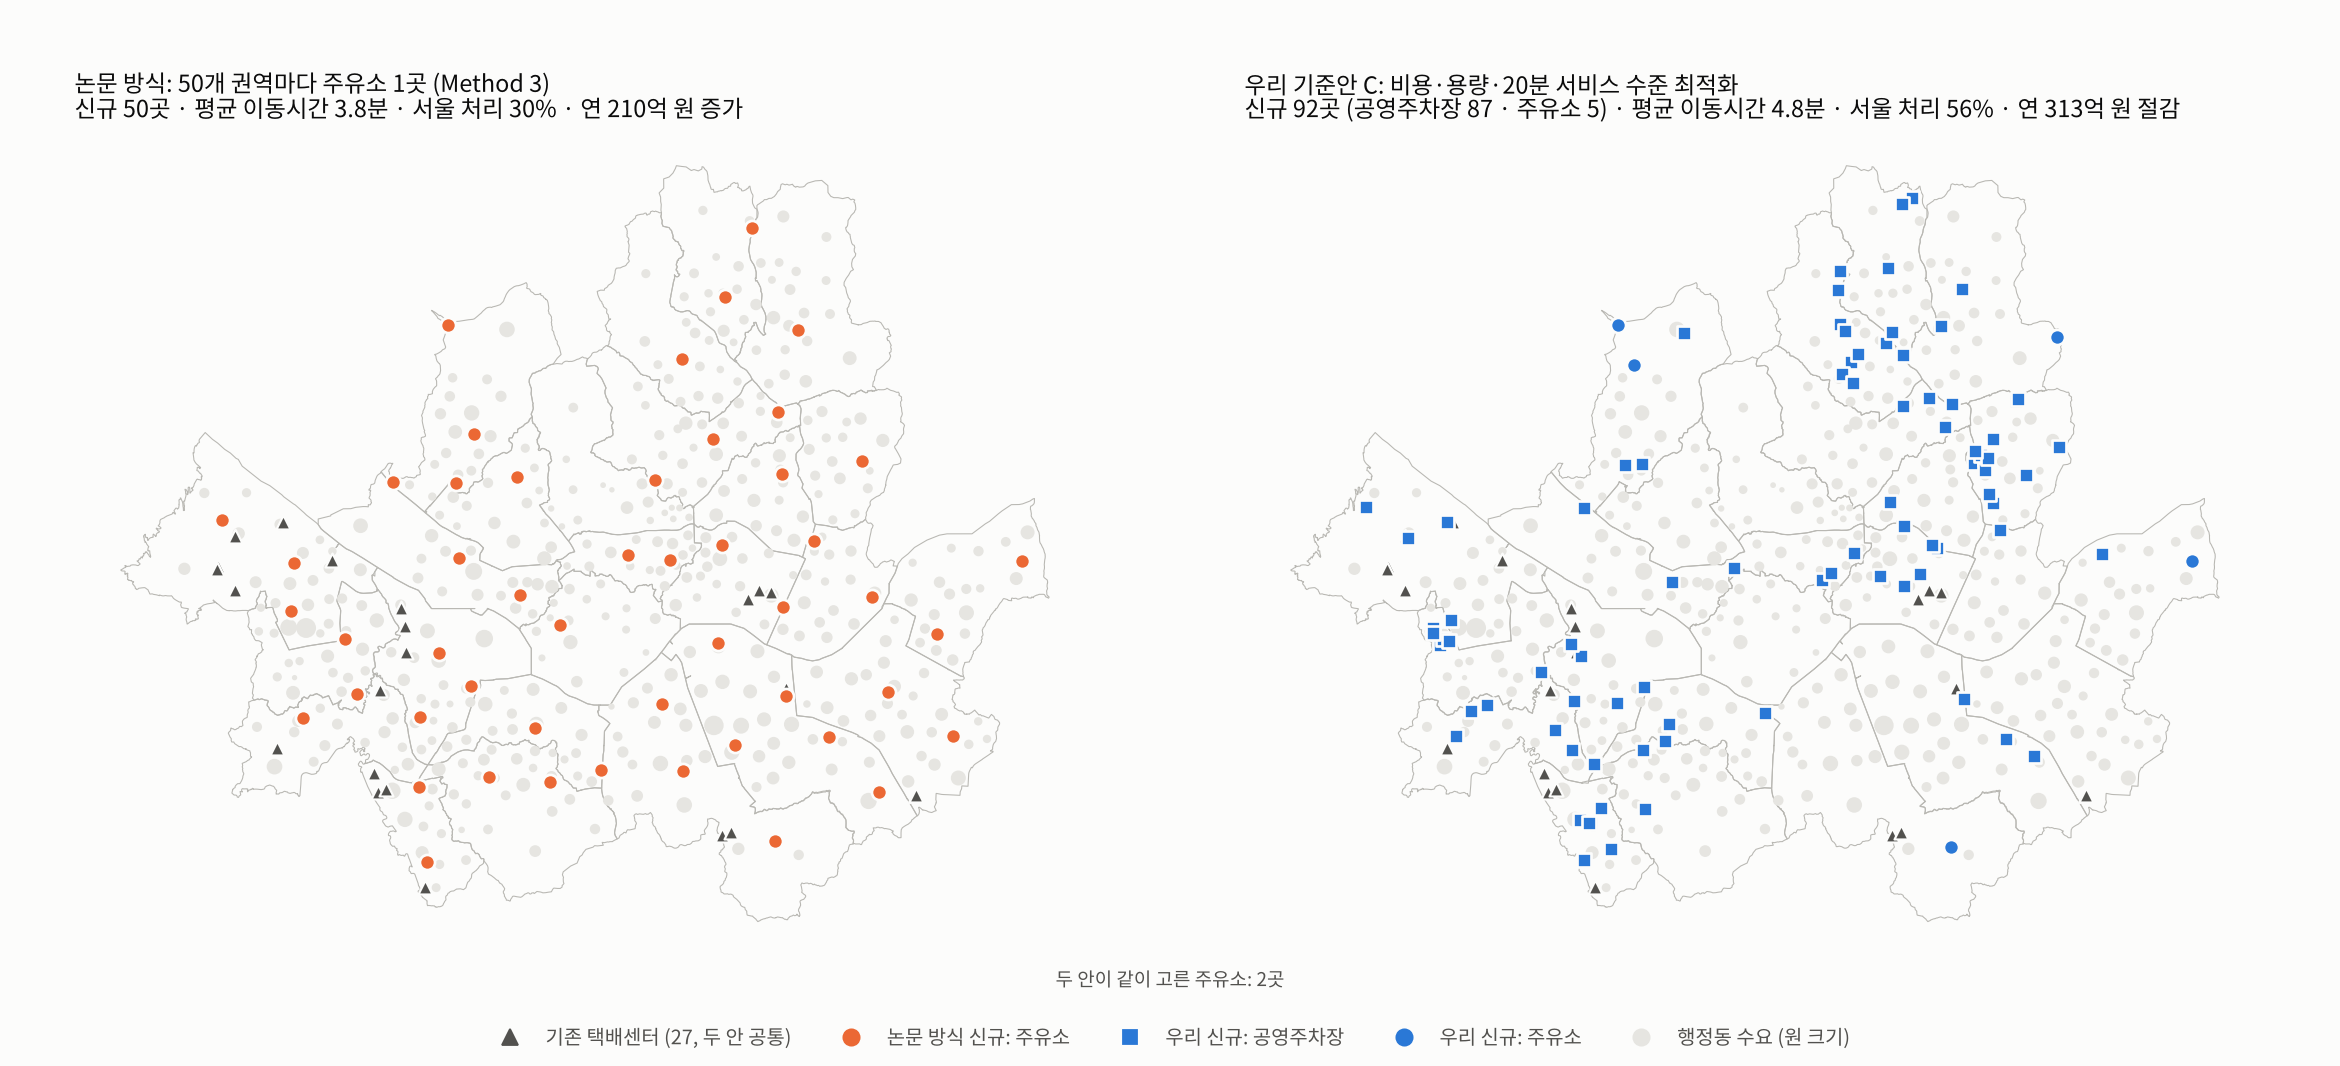 논문 방식: 50개 권역마다 주유소 1곳 (Method 3)
신규 50곳 · 평균 이동시간 3.8분 · 서울 처리 30% · 연 210억 원 증가
우리 기준안 C: 비용·용량·20분 서비스 수준 최적화
신규 92곳 (공영주차장 87 · 주유소 5) · 평균 이동시간 4.8분 · 서울 처리 56% · 연 313억 원 절감
두 안이 같이 고른 주유소: 2곳
기존 택배센터 (27, 두 안 공통)
논문 방식 신규: 주유소
우리 신규: 공영주차장
우리 신규: 주유소
행정동 수요 (원 크기)